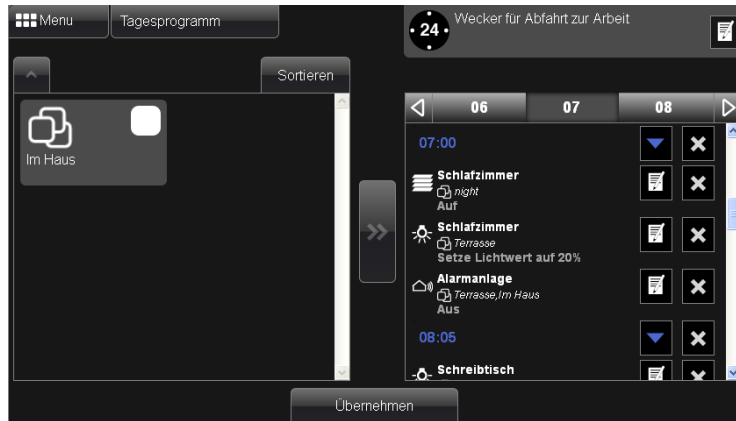 Menu
Tagesprogramm
24
Wecker für Abfahrt zur Arbeit
Sortieren
Im Haus
06 07 08
07:00
Schlafzimmer
night
Auf
Schlafzimmer
Terrasse
Setze Lichtwert auf 20%
Alarmanlage
Terrasse,Im Haus
Aus
08:05
Schreibtisch
Übernehmen